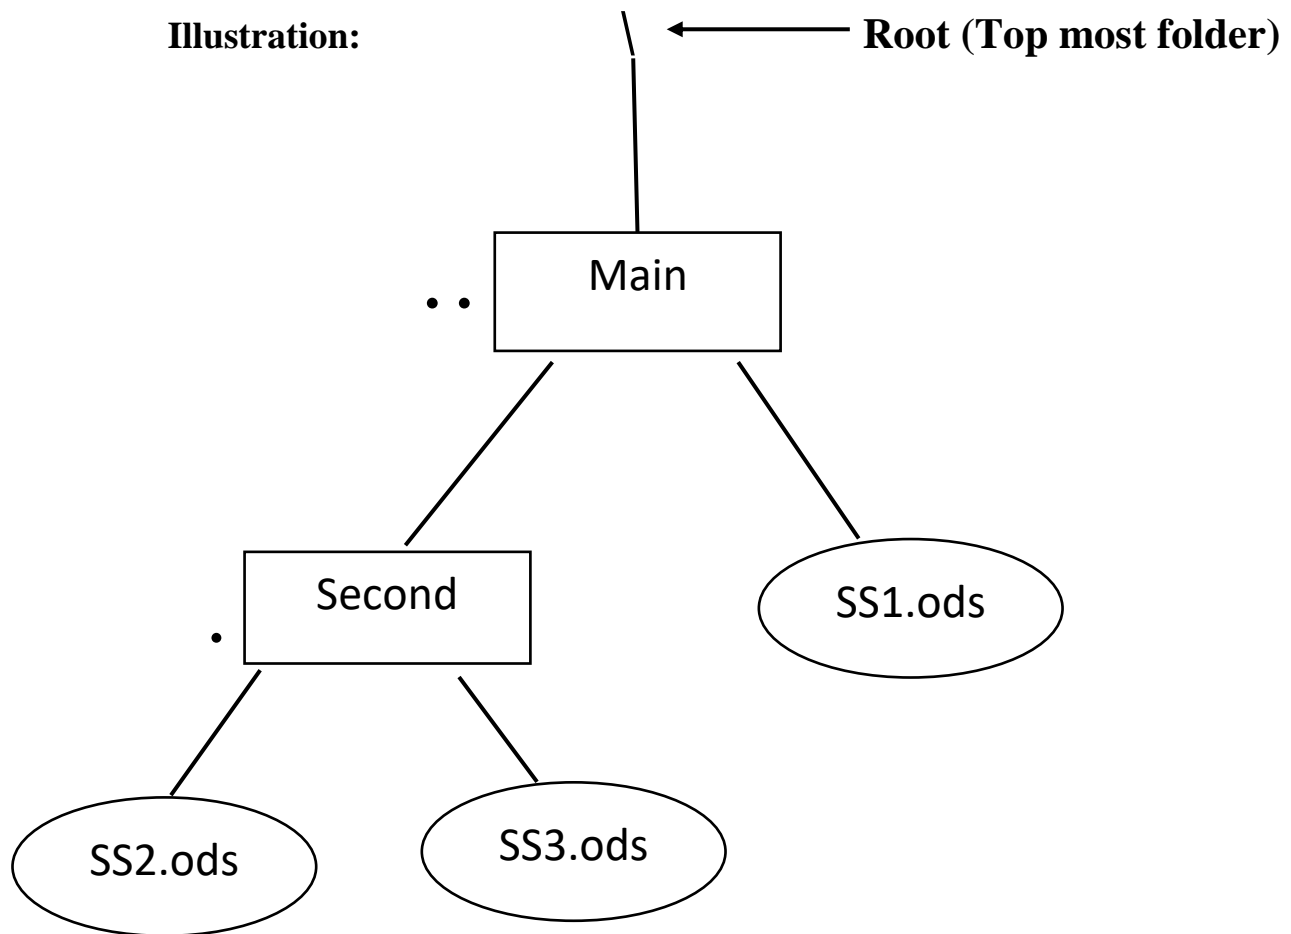 Illustration:
Root (Top most folder)
Main
. .
Second
.
SS1.ods
SS2.ods
SS3.ods